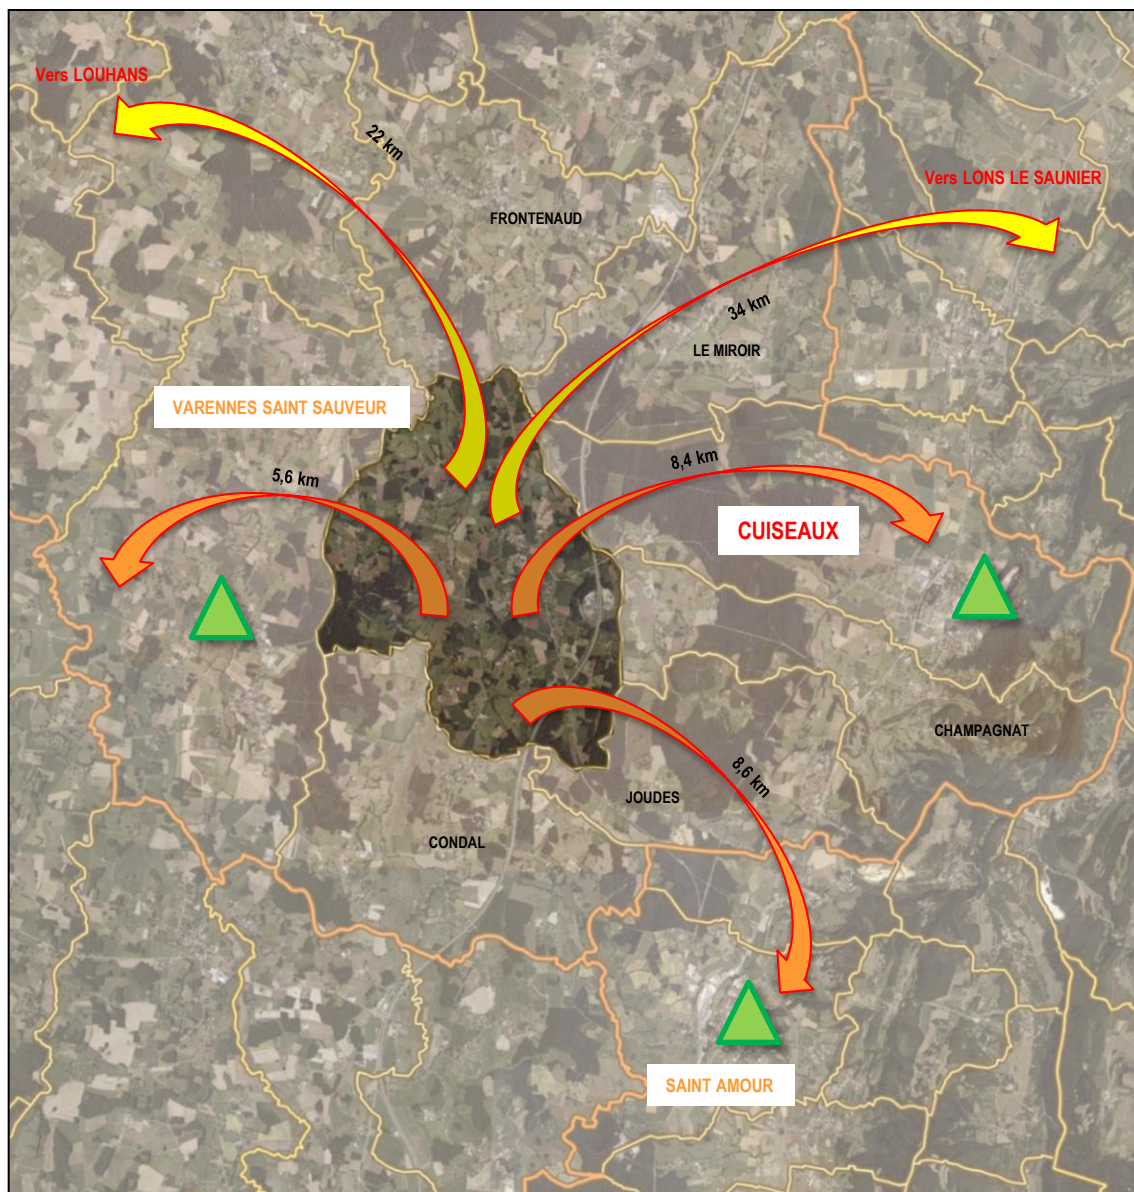 Vers LOUHANS
22 km
Vers LONS LE SAUNIER
FRONTENAUD
34 km
LE MIROIR
VARENNES SAINT SAUVEUR
5,6 km
8,4 km
CUISEAUX
CHAMPAGNAT
8,6 km
JOUDES
CONDAL
SAINT AMOUR